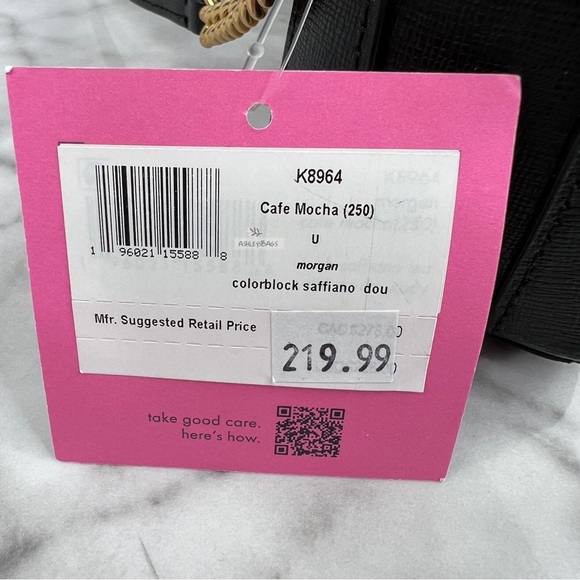 K8964
Cafe Mocha (250)
U
morgan
colorblock saffiano dou
1 96021 15588 8
ASHLEYSBAGS
Mfr. Suggested Retail Price
219.99
take good care.
here's how.